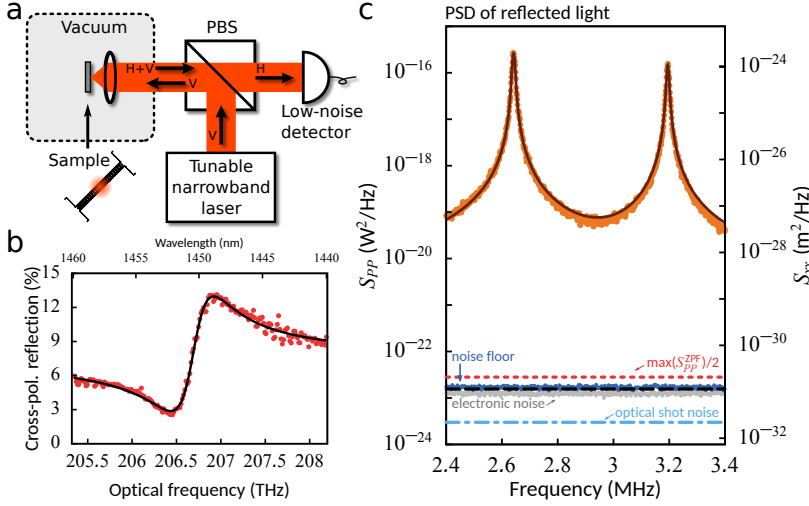 a
Vacuum
PBS
H+V
V
H
V
Low-noise
detector
Sample
Tunable
narrowband
laser
b
Wavelength (nm)
1460
1455
1450
1445
1440
Cross-pol. reflection (%)
15
12
9
6
3
0
205.5
206
206.5
207
207.5
208
Optical frequency (THz)
c
PSD of reflected light
S_PP (W²/Hz)
10⁻¹⁶
10⁻¹⁸
10⁻²⁰
10⁻²²
10⁻²⁴
10⁻²⁴
10⁻²⁶
10⁻²⁸
10⁻³⁰
10⁻³²
(m²/Hz)
noise floor
max(S_PP^ZPF)/2
electronic noise
optical shot noise
2.4
2.6
2.8
3
3.2
3.4
Frequency (MHz)